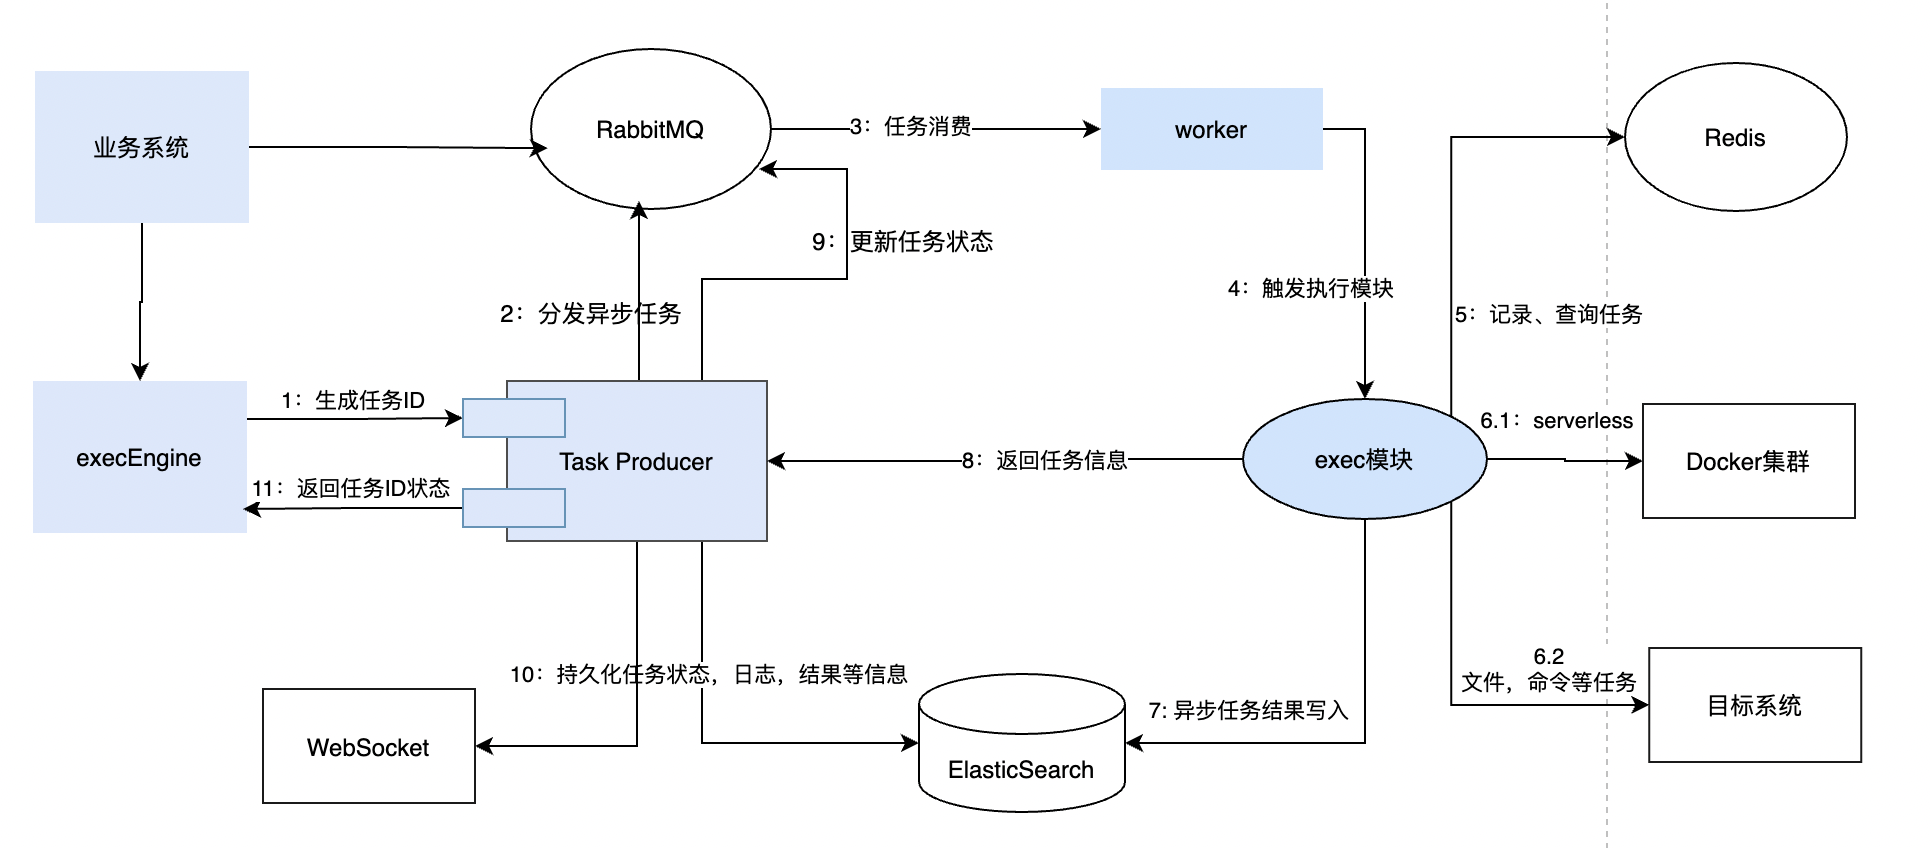 业务系统
RabbitMQ
3：任务消费
worker
Redis
9：更新任务状态
2：分发异步任务
4：触发执行模块
5：记录、查询任务
1：生成任务ID
execEngine
Task Producer
11：返回任务ID状态
8：返回任务信息
exec模块
6.1：serverless
Docker集群
10：持久化任务状态，日志，结果等信息
WebSocket
ElasticSearch
7: 异步任务结果写入
6.2
文件，命令等任务
目标系统